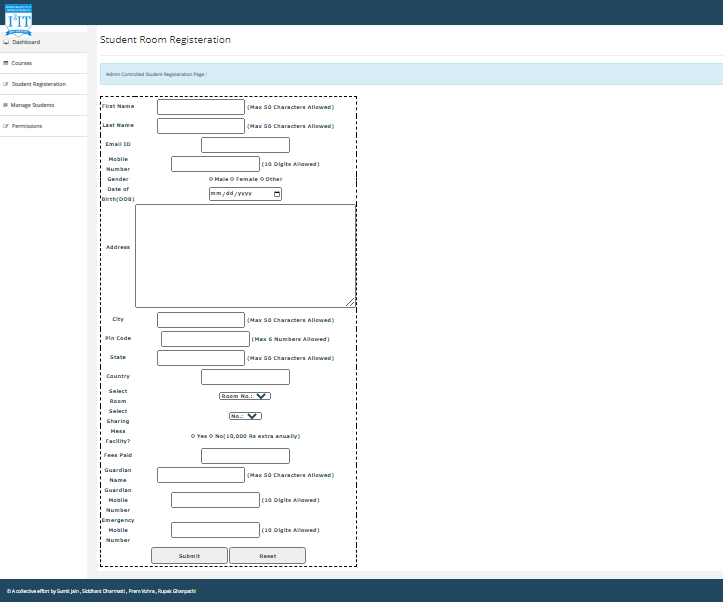 I²IT
Dashboard
Courses
Student Registeration
Manage Students
Permissions
Student Room Registeration
Admin Controlled Student Registeration Page !
First Name (Max 50 Characters Allowed)
Last Name (Max 50 Characters Allowed)
Email ID
Mobile Number (10 Digits Allowed)
Gender Male Female Other
Date of Birth(DOB) mm/dd/yyyy
Address
City (Max 50 Characters Allowed)
Pin Code (Max 6 Numbers Allowed)
State (Max 50 Characters Allowed)
Country
Select Room Room No.:
Select Sharing No.:
Mess Facility? Yes No(10,000 Rs extra anually)
Fees Paid
Guardian Name (Max 50 Characters Allowed)
Guardian Mobile Number (10 Digits Allowed)
Emergency Mobile Number (10 Digits Allowed)
Submit Reset
© A collective effort by Sumit Jain , Siddhant Dharmatti , Prem Vohra , Rupak Ghanpathi